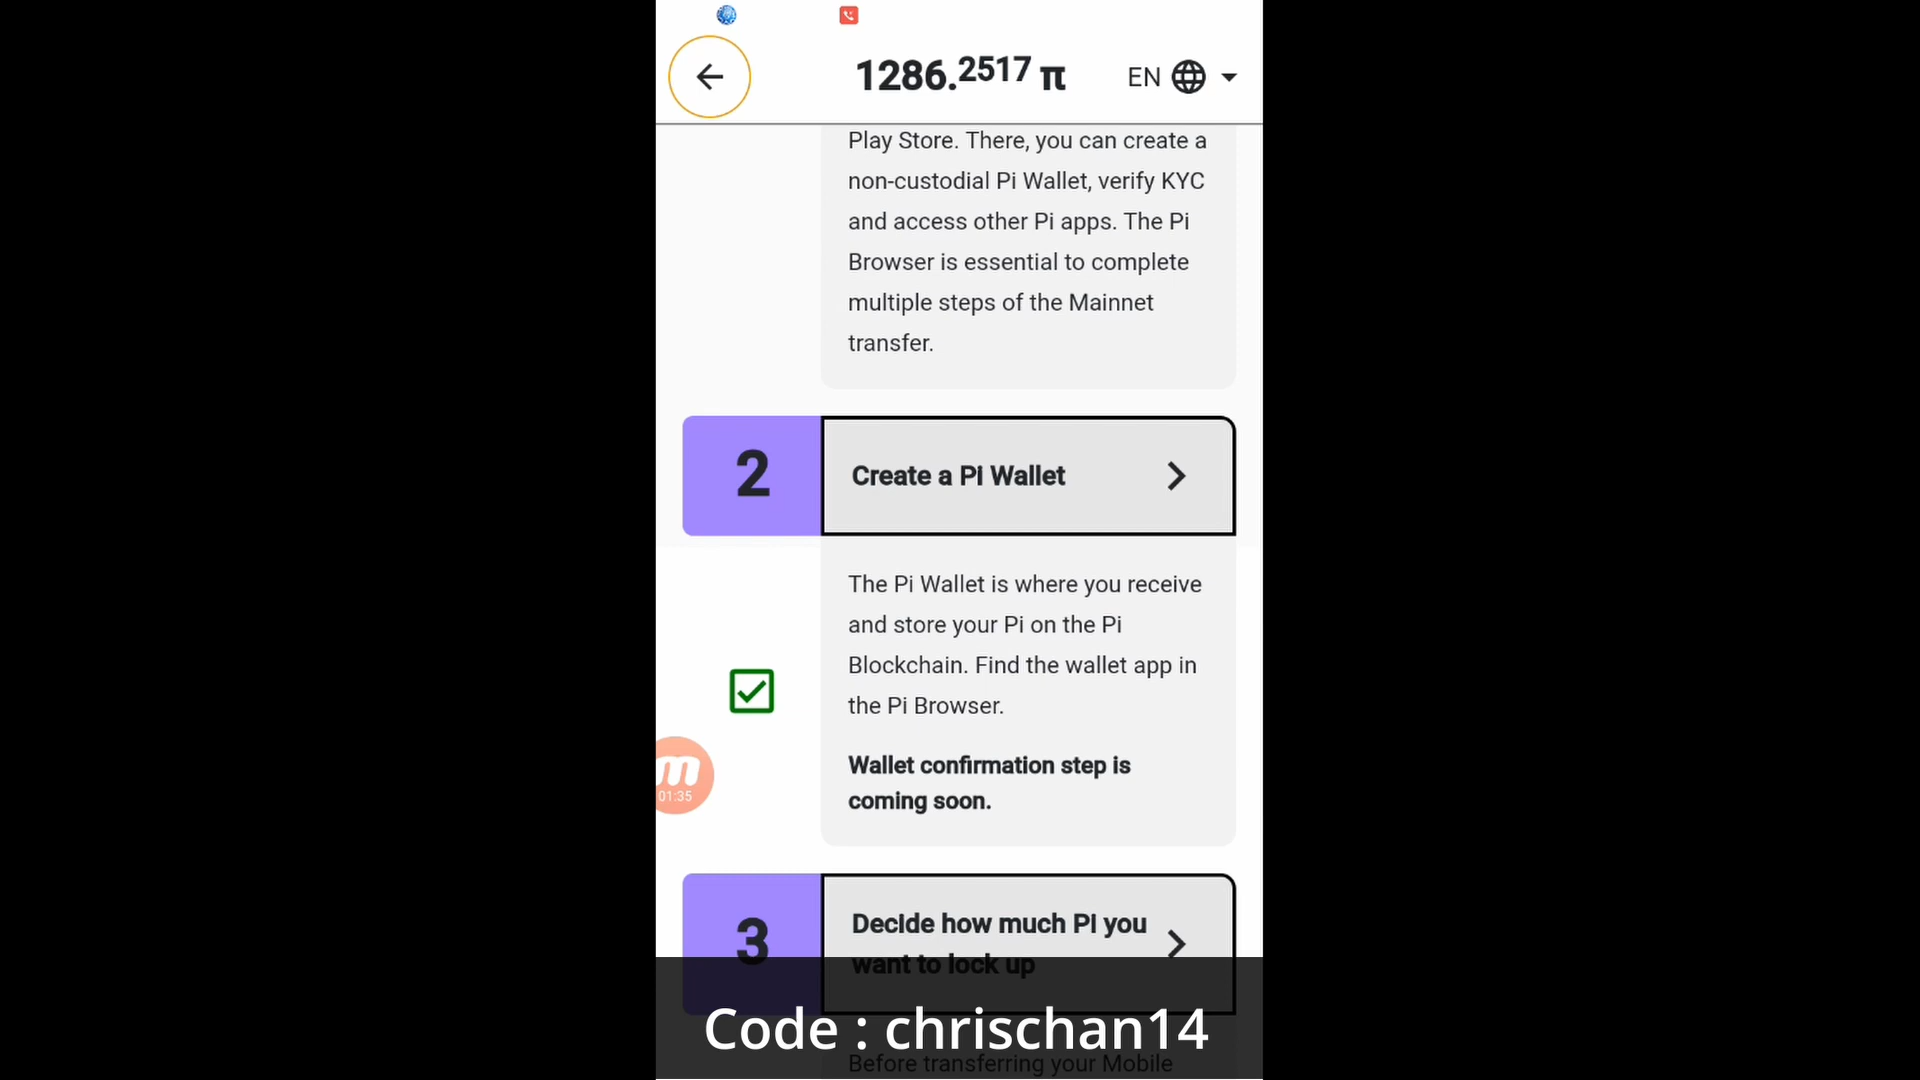 1286.2517 π
EN
Play Store. There, you can create a
non-custodial Pi Wallet, verify KYC
and access other Pi apps. The Pi
Browser is essential to complete
multiple steps of the Mainnet
transfer.
2
Create a Pi Wallet
The Pi Wallet is where you receive
and store your Pi on the Pi
Blockchain. Find the wallet app in
the Pi Browser.
Wallet confirmation step is
coming soon.
m
01:35
3
Decide how much Pi you
want to lock up
Code : chrischan14
Before transferring your Mobile